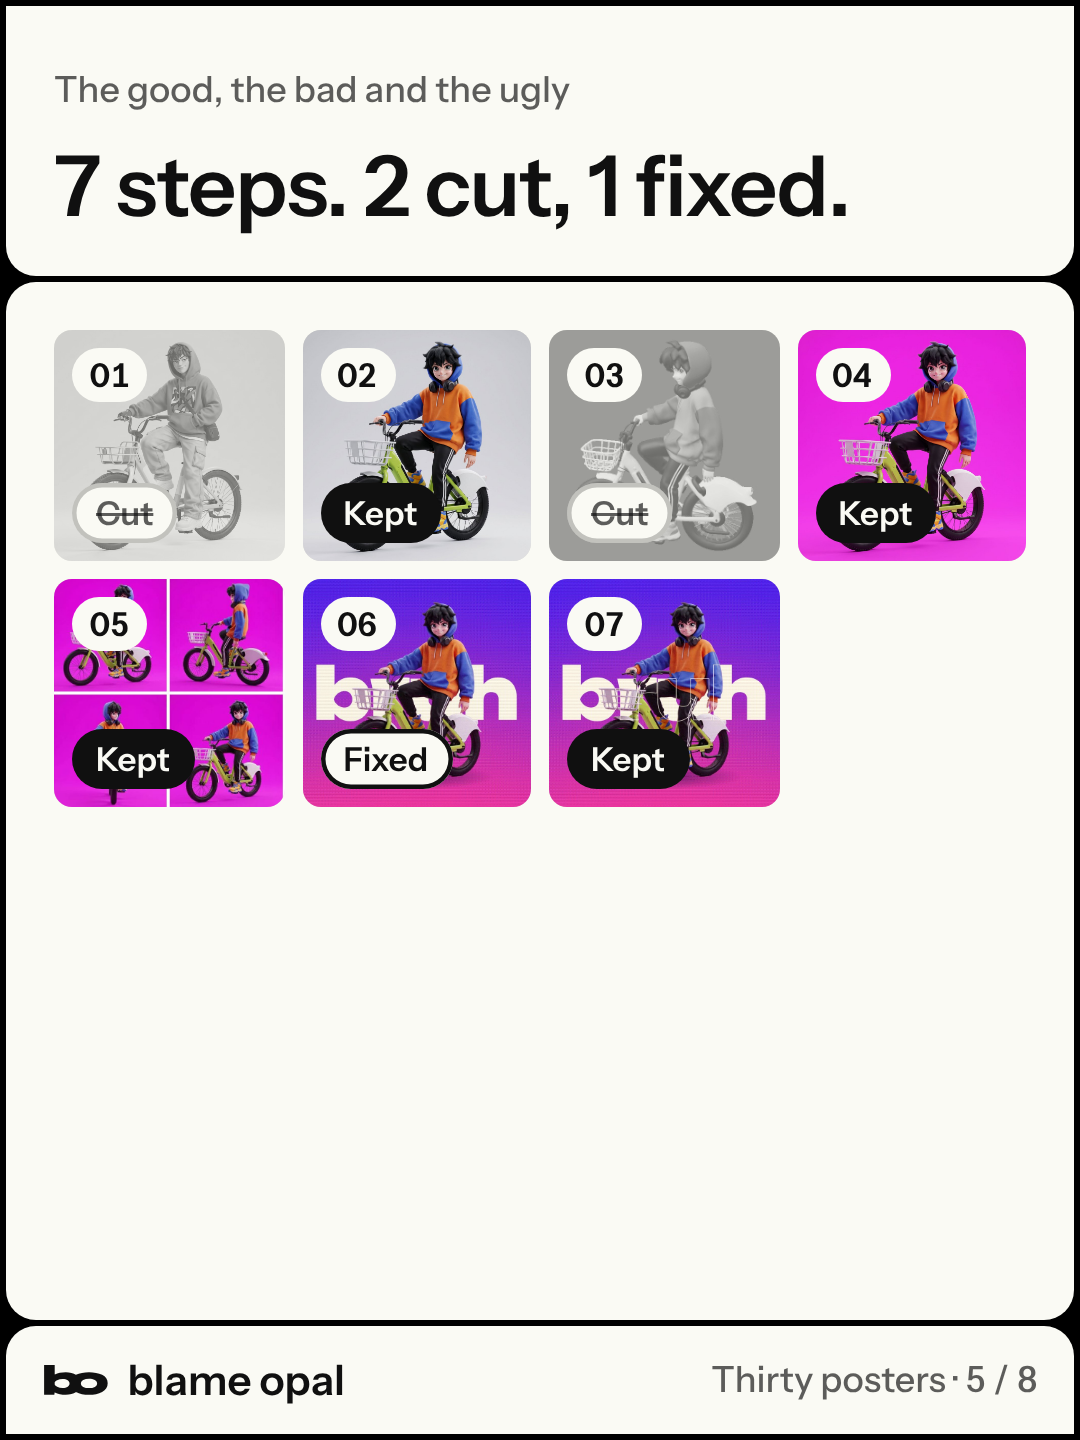 The good, the bad and the ugly
7 steps. 2 cut, 1 fixed.
01
Cut
02
Kept
03
Cut
04
Kept
05
Kept
06
Fixed
07
Kept
bo blame opal
Thirty posters · 5 / 8